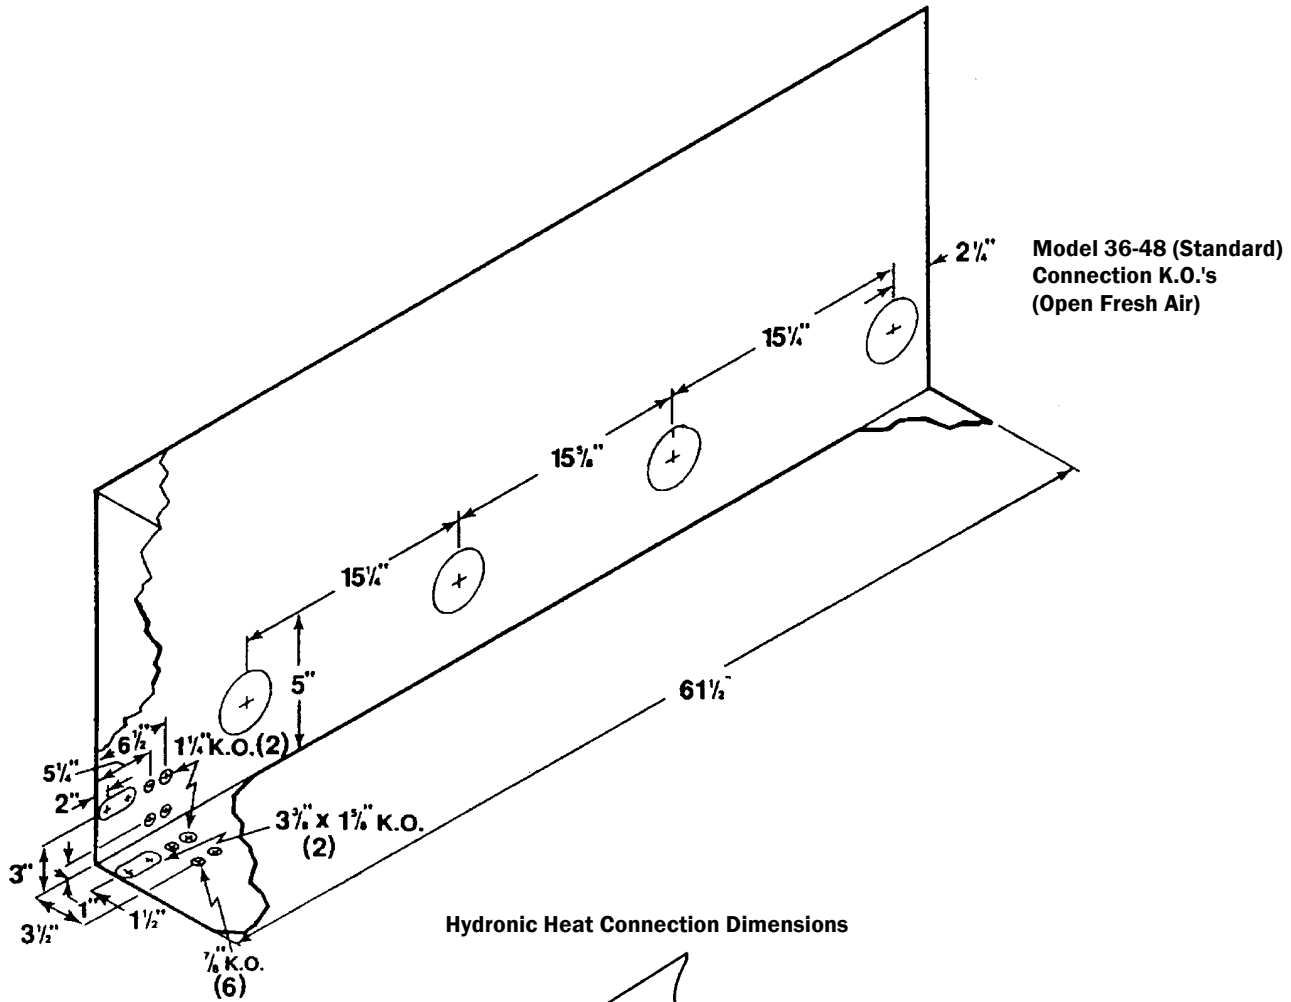 2¼"
Model 36-48 (Standard)
Connection K.O.'s
(Open Fresh Air)
15¼"
15⅝"
15¼"
5"
61½"
6½"
1¼" K.O. (2)
5¼"
2"
3⅜" x 1⅝" K.O.
(2)
3"
1"
1½"
3½"
Hydronic Heat Connection Dimensions
⅞" K.O.
(6)